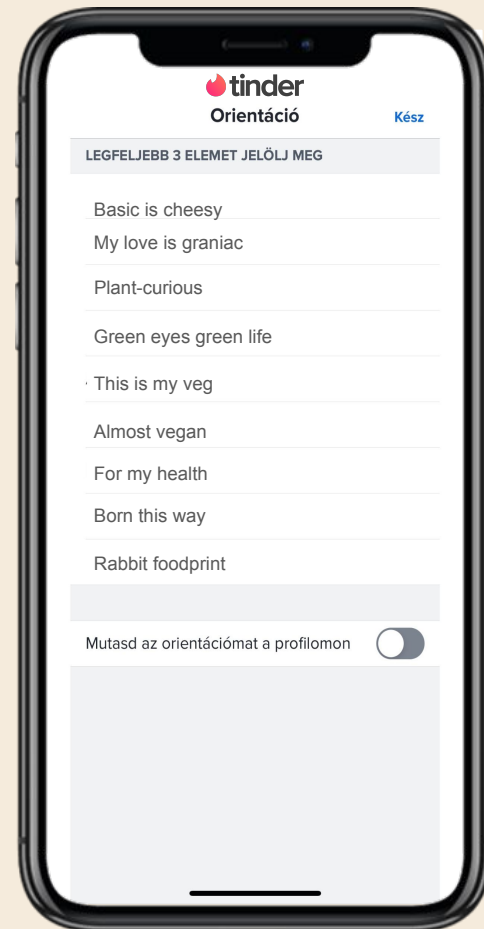 tinder
Orientáció
Kész
LEGFELJEBB 3 ELEMET JELÖLJ MEG
Basic is cheesy
My love is graniac
Plant-curious
Green eyes green life
This is my veg
Almost vegan
For my health
Born this way
Rabbit foodprint
Mutasd az orientációmat a profilomon